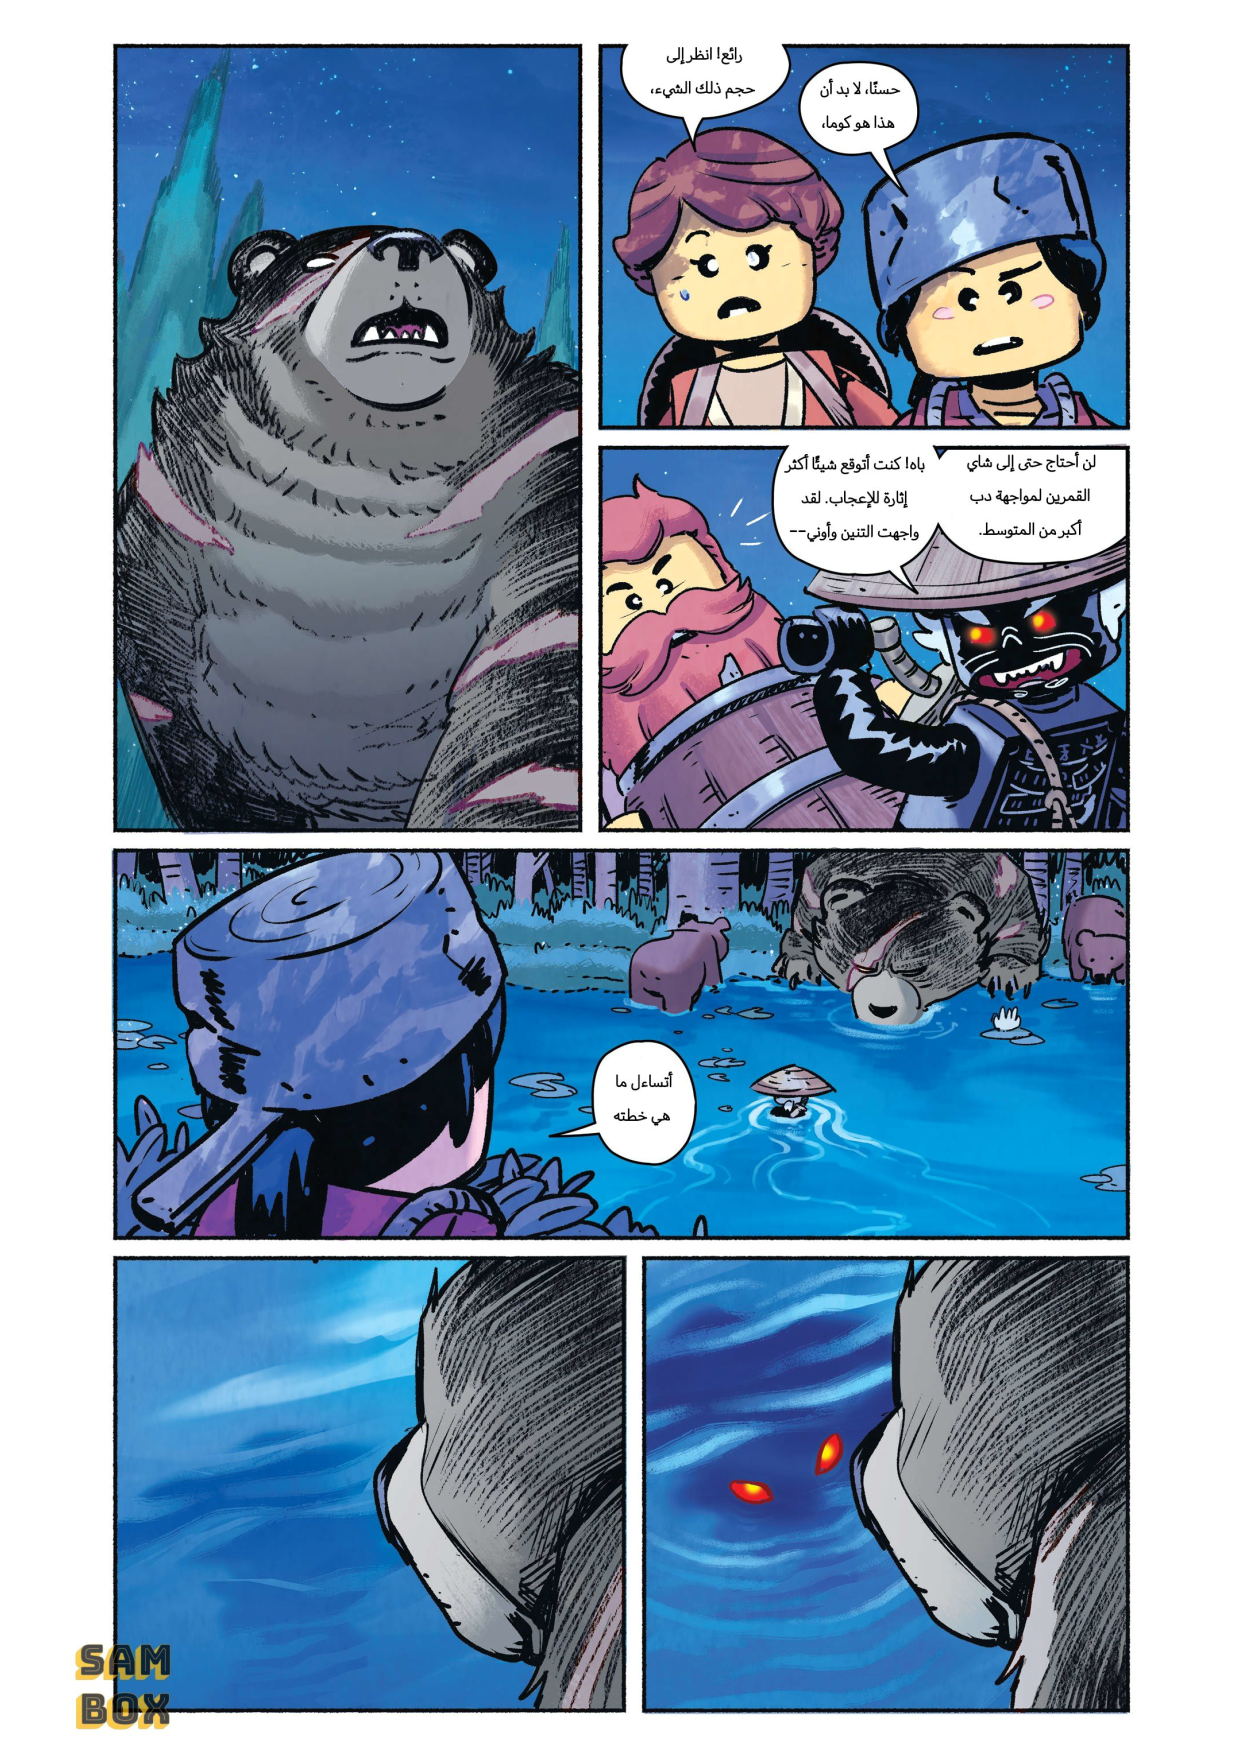 حسنًا، لا بد أن
هذا هو كوما،
رائع! انظر إلى
حجم ذلك الشيء،
لن أحتاج حتى إلى شاي
القمرين لمواجهة دب
أكبر من المتوسط.
باه! كنت أتوقع شيئًا أكثر
إثارة للإعجاب. لقد
واجهت التنين وأوني--
أتساءل ما
هي خطته
SAM
BOX